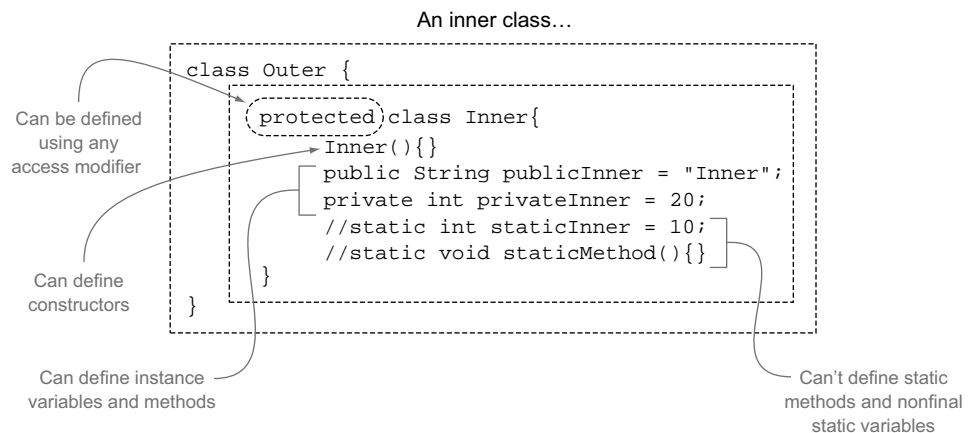 An inner class…
class Outer {
protected class Inner{
Inner(){}
public String publicInner = "Inner";
private int privateInner = 20;
//static int staticInner = 10;
//static void staticMethod(){}
}
}
Can be defined
using any
access modifier
Can define
constructors
Can define instance
variables and methods
Can't define static
methods and nonfinal
static variables